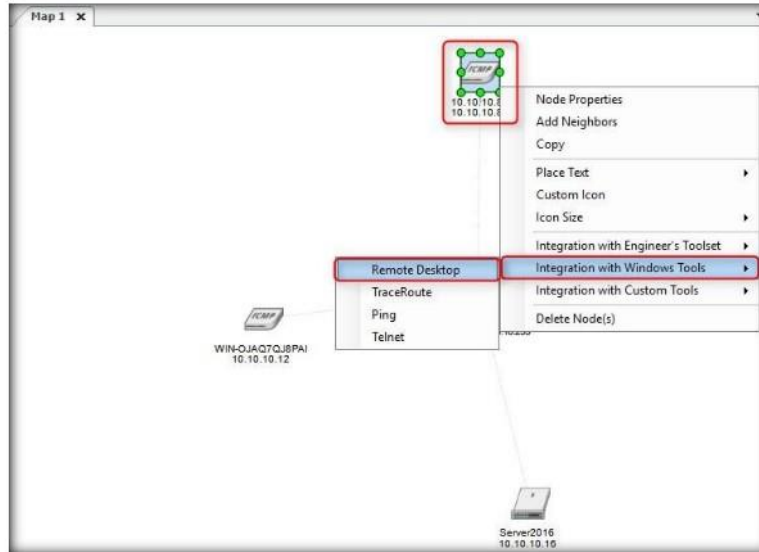 Map 1
ICMP
10.10.10.8
10.10.10.8
Node Properties
Add Neighbors
Copy
Place Text
Custom Icon
Icon Size
Integration with Engineer's Toolset
Integration with Windows Tools
Integration with Custom Tools
Delete Node(s)
Remote Desktop
TraceRoute
Ping
Telnet
ICMP
WIN-OJAQ7QJ8PAI
10.10.10.12
Server2016
10.10.10.16